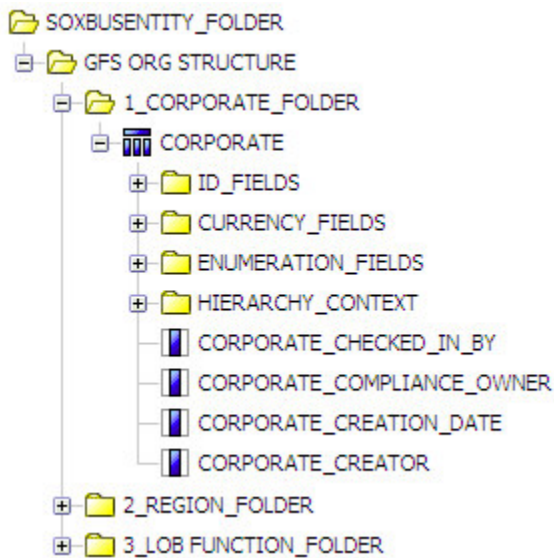 SOXBUSENTITY_FOLDER
GFS ORG STRUCTURE
1_CORPORATE_FOLDER
CORPORATE
ID_FIELDS
CURRENCY_FIELDS
ENUMERATION_FIELDS
HIERARCHY_CONTEXT
CORPORATE_CHECKED_IN_BY
CORPORATE_COMPLIANCE_OWNER
CORPORATE_CREATION_DATE
CORPORATE_CREATOR
2_REGION_FOLDER
3_LOB FUNCTION_FOLDER